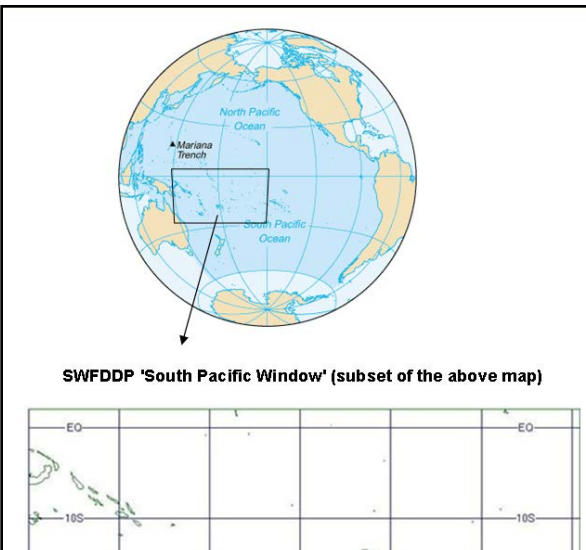 North Pacific
Ocean
Mariana
Trench
South Pacific
Ocean
SWFDDP 'South Pacific Window' (subset of the above map)
EQ
EQ
10S
10S